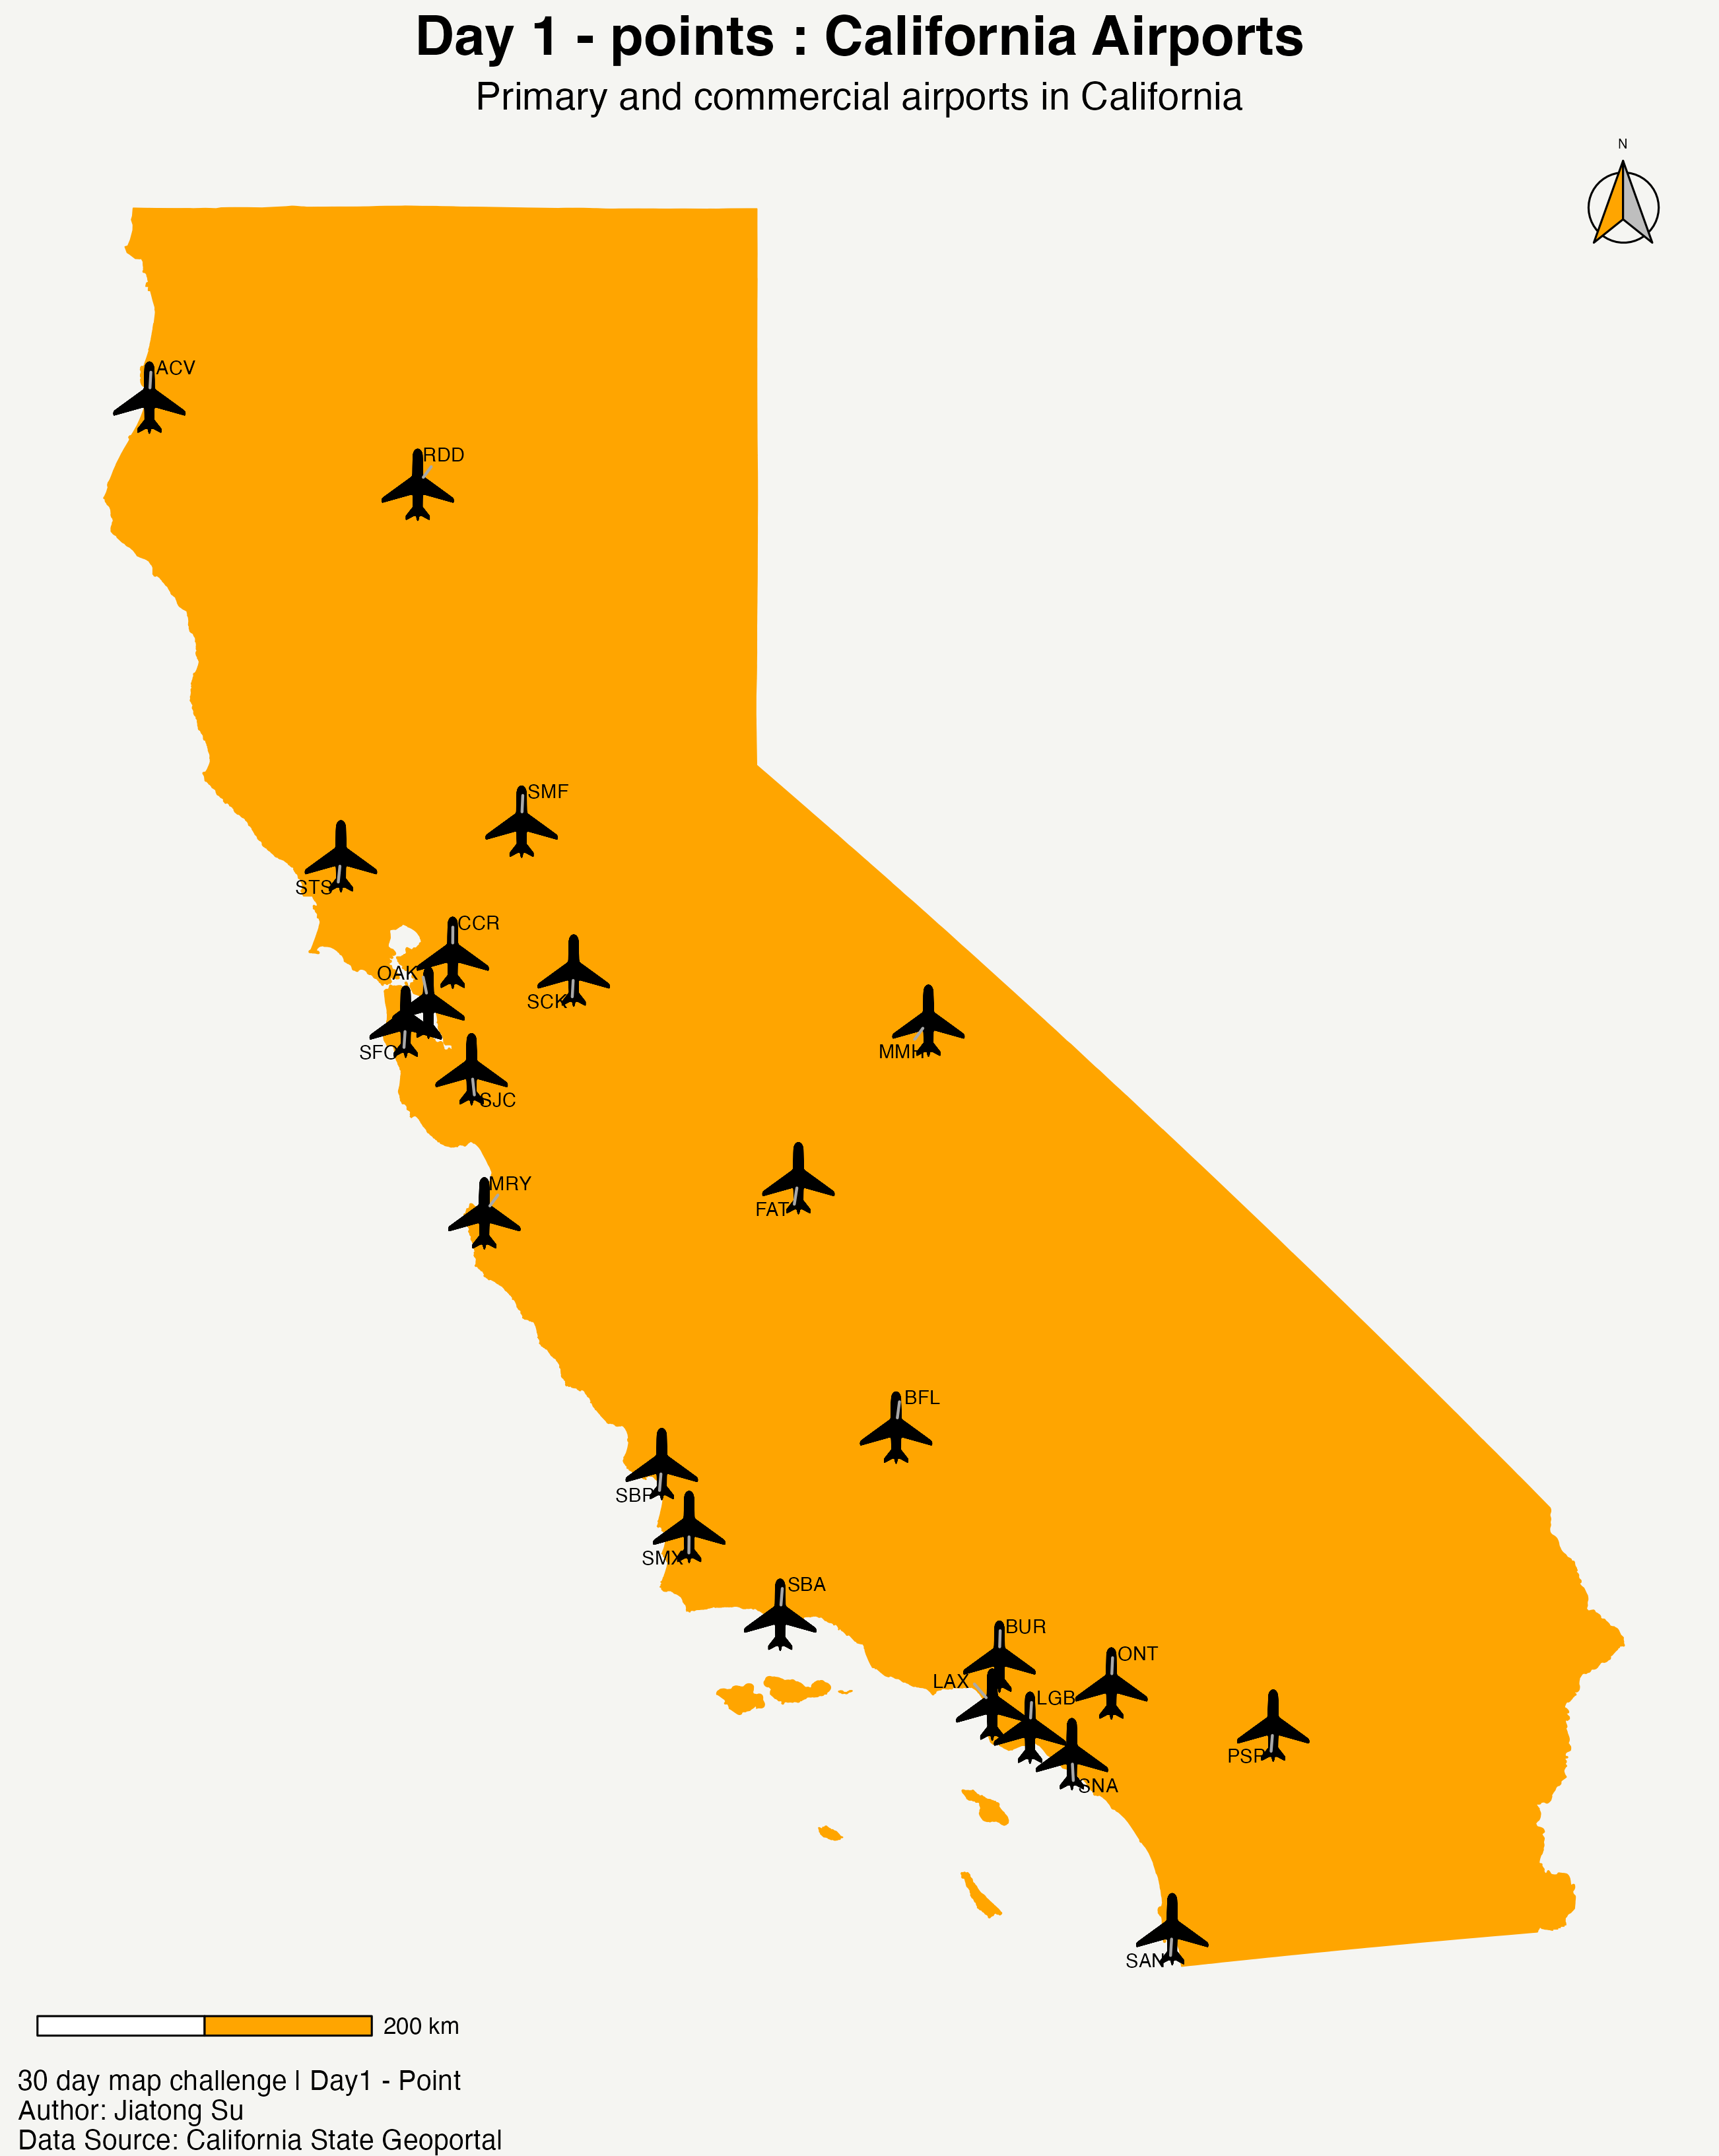 Day 1 - points : California Airports
Primary and commercial airports in California
N
ACV
RDD
SMF
STS
CCR
OAK
SCK
SFO
MMH
SJC
MRY
FAT
BFL
SBP
SMX
SBA
BUR
ONT
LAX
LGB
PSP
SNA
SAN
200 km
30 day map challenge | Day1 - Point
Author: Jiatong Su
Data Source: California State Geoportal